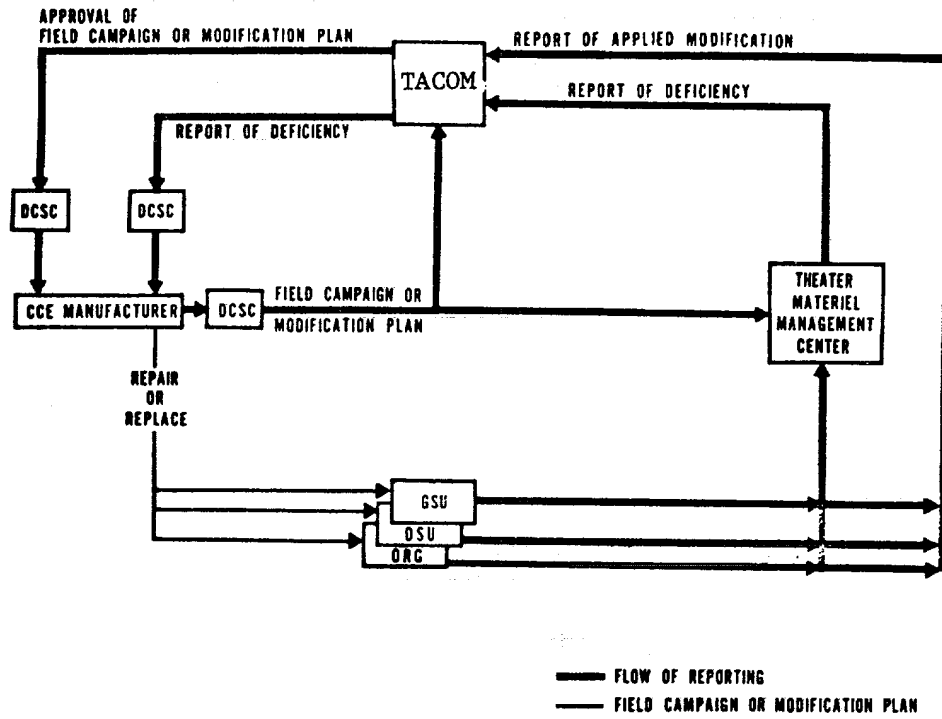 APPROVAL OF
FIELD CAMPAIGN OR MODIFICATION PLAN
REPORT OF APPLIED MODIFICATION
TACOM
REPORT OF DEFICIENCY
REPORT OF DEFICIENCY
DCSC
DCSC
CCE MANUFACTURER
DCSC
FIELD CAMPAIGN OR
MODIFICATION PLAN
THEATER
MATERIEL
MANAGEMENT
CENTER
REPAIR
OR
REPLACE
GSU
DSU
ORG
FLOW OF REPORTING
FIELD CAMPAIGN OR MODIFICATION PLAN